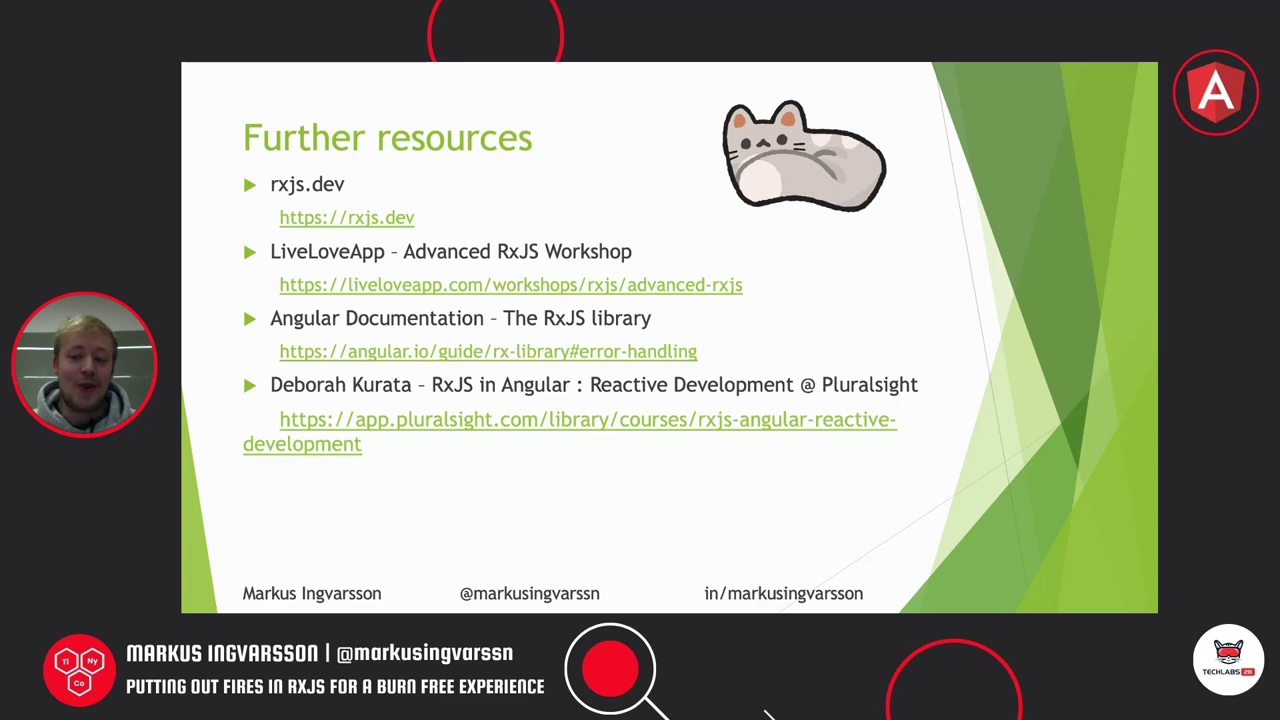 Further resources
rxjs.dev
https://rxjs.dev
LiveLoveApp – Advanced RxJS Workshop
https://liveloveapp.com/workshops/rxjs/advanced-rxjs
Angular Documentation – The RxJS library
https://angular.io/guide/rx-library#error-handling
Deborah Kurata – RxJS in Angular : Reactive Development @ Pluralsight
https://app.pluralsight.com/library/courses/rxjs-angular-reactive-
development
Markus Ingvarsson @markusingvarssn in/markusingvarsson
A
Ti Ny
Co
MARKUS INGVARSSON | @markusingvarssn
PUTTING OUT FIRES IN RXJS FOR A BURN FREE EXPERIENCE
TECHLABS 28